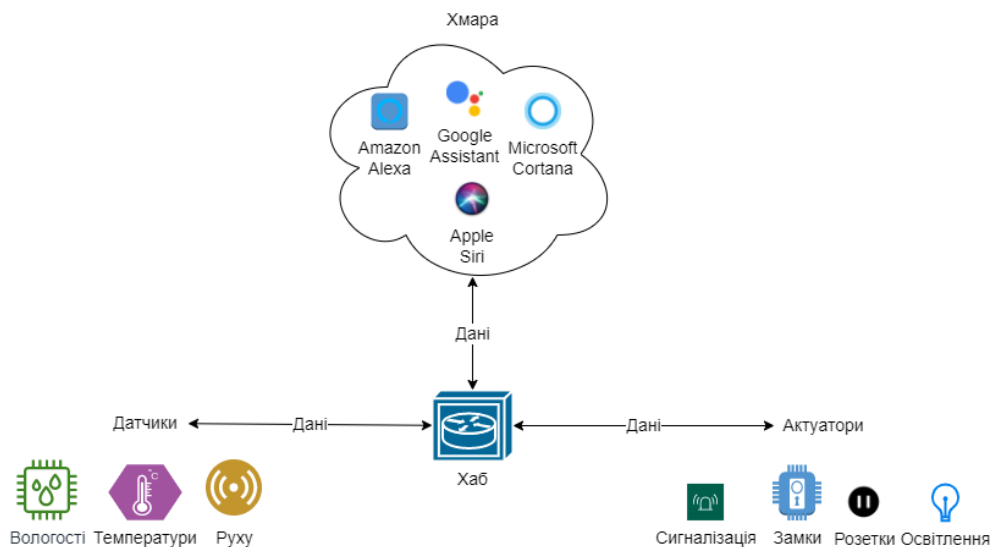 Хмара
Amazon
Alexa
Google
Assistant
Microsoft
Cortana
Apple
Siri
Дані
Датчики
Дані
Дані
Актуатори
Хаб
°C
Вологості
Температури
Руху
Сигналізація
Замки
Розетки
Освітлення